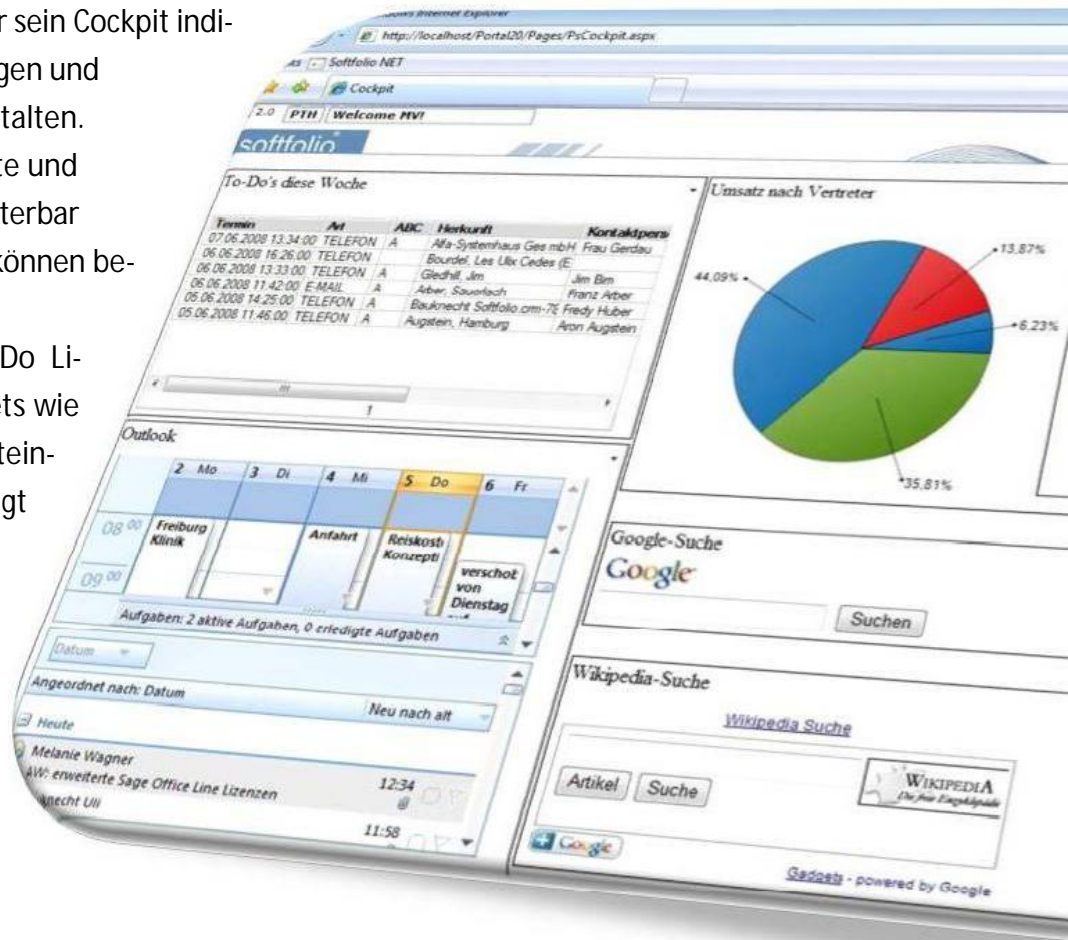 r sein Cockpit indi-
gen und
talten.
te und
terbar
können be-
Do Li-
ets wie
tein-
gt
dows Internet Explorer
http://localhost/Portal20/Pages/PsCockpit.aspx
Softfolio NET
Cockpit
2.0 PTH Welcome MV!
softfolio
To-Do's diese Woche
Termin Art ABC Herkunft Kontaktpers
07.06.2008 13:34:00 TELEFON A Alfa-Systemhaus Ges mbH Frau Gerdau
06.06.2008 16:26:00 TELEFON Bourdel, Les Ulix Cedes (E
06.06.2008 13:33:00 TELEFON A Gledhill, Jim Jim Bim
06.06.2008 11:42:00 E-MAIL A Arber, Sauerlach Franz Arber
05.06.2008 14:25:00 TELEFON A Bauknecht Softfolio.crm-78 Fredy Huber
05.06.2008 11:46:00 TELEFON A Augstein, Hamburg Aron Augstein
1
Umsatz nach Vertreter
44,09%
13,87%
6,23%
35,81%
Outlook
2 Mo 3 Di 4 Mi 5 Do 6 Fr
08 00
09 00
Freiburg
Klinik
Anfahrt
Reiskost
Konzepti
verschob
von
Dienstag
Aufgaben: 2 aktive Aufgaben, 0 erledigte Aufgaben
Datum
Angeordnet nach: Datum Neu nach alt
Heute
Melanie Wagner 12:34
AW: erweiterte Sage Office Line Lizenzen
knecht Uli 11:58
Google-Suche
Google
Suchen
Wikipedia-Suche
Wikipedia Suche
Artikel Suche
WIKIPEDIA
Die freie Enzyklopädie
Google
Gadgets - powered by Google